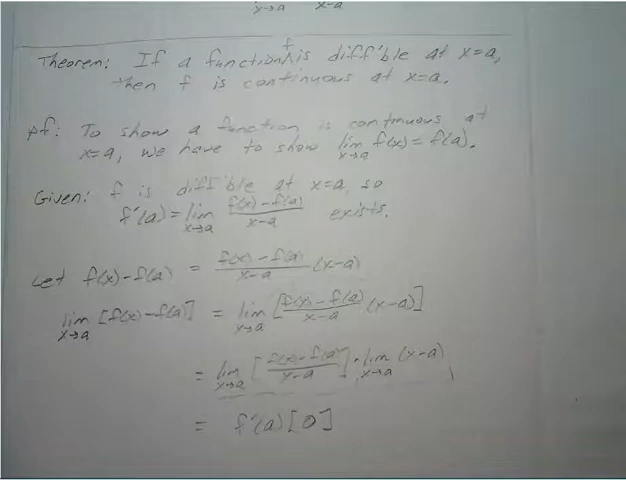 x→a x-a
Theorem: If a function f is diff'ble at x=a,
then f is continuous at x=a.
pf: To show a function is continuous at
x=a, we have to show lim x→a f(x) = f(a).
Given: f is diff'ble at x=a, so
f'(a) = lim x→a f(x)-f(a) / x-a exists.
Let f(x)-f(a) = f(x)-f(a) / x-a (x-a)
lim x→a [f(x)-f(a)] = lim x→a [f(x)-f(a) / x-a (x-a)]
= lim x→a [f(x)-f(a) / x-a] · lim x→a (x-a)
= f'(a)[0]